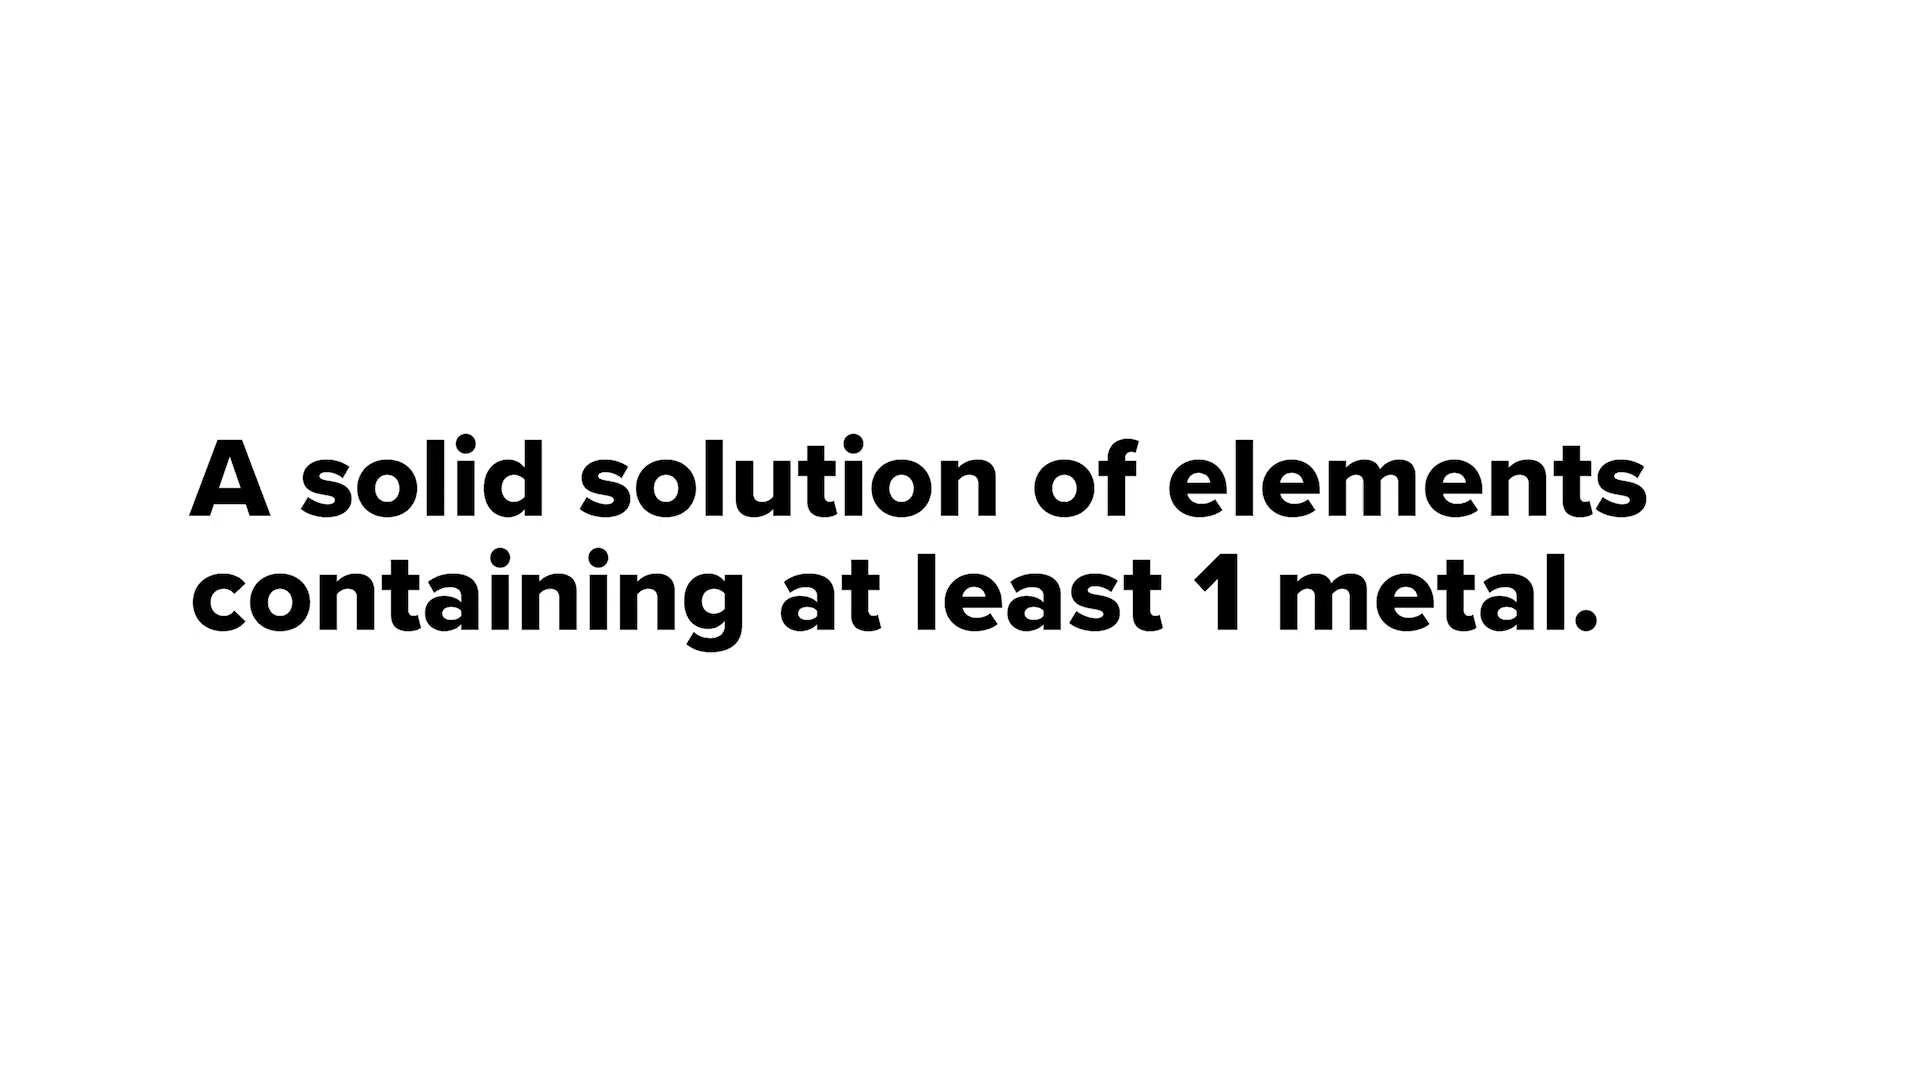 A solid solution of elements
containing at least 1 metal.